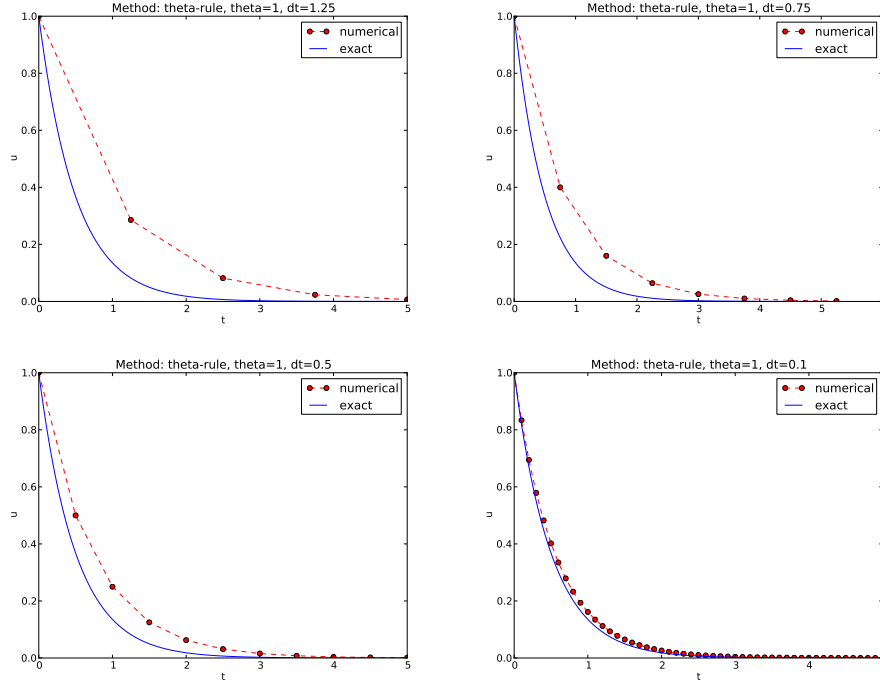 Method: theta-rule, theta=1, dt=1.25
1.0
0.8
0.6
0.4
0.2
0.0
u
0 1 2 3 4 5
t
numerical
exact
Method: theta-rule, theta=1, dt=0.75
1.0
0.8
0.6
0.4
0.2
0.0
u
0 1 2 3 4 5
t
numerical
exact
Method: theta-rule, theta=1, dt=0.5
1.0
0.8
0.6
0.4
0.2
0.0
u
0 1 2 3 4 5
t
numerical
exact
Method: theta-rule, theta=1, dt=0.1
1.0
0.8
0.6
0.4
0.2
0.0
u
0 1 2 3 4
t
numerical
exact